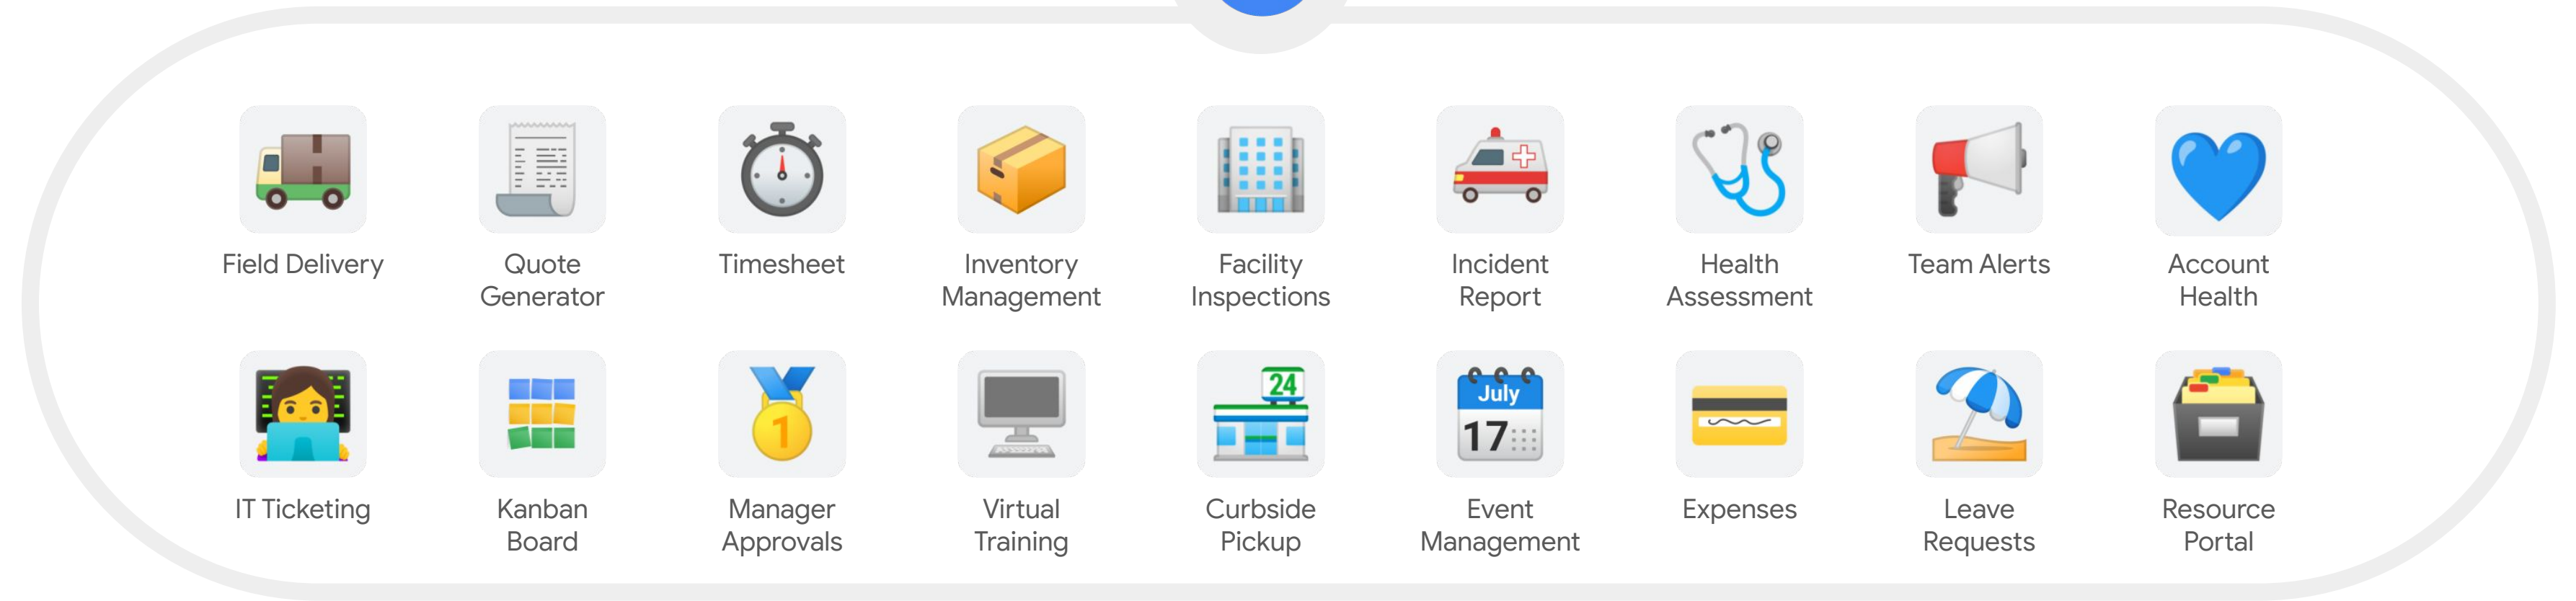 Field Delivery
Quote
Generator
Timesheet
Inventory
Management
Facility
Inspections
Incident
Report
Health
Assessment
Team Alerts
Account
Health
1
24
July
17
IT Ticketing
Kanban
Board
Manager
Approvals
Virtual
Training
Curbside
Pickup
Event
Management
Expenses
Leave
Requests
Resource
Portal